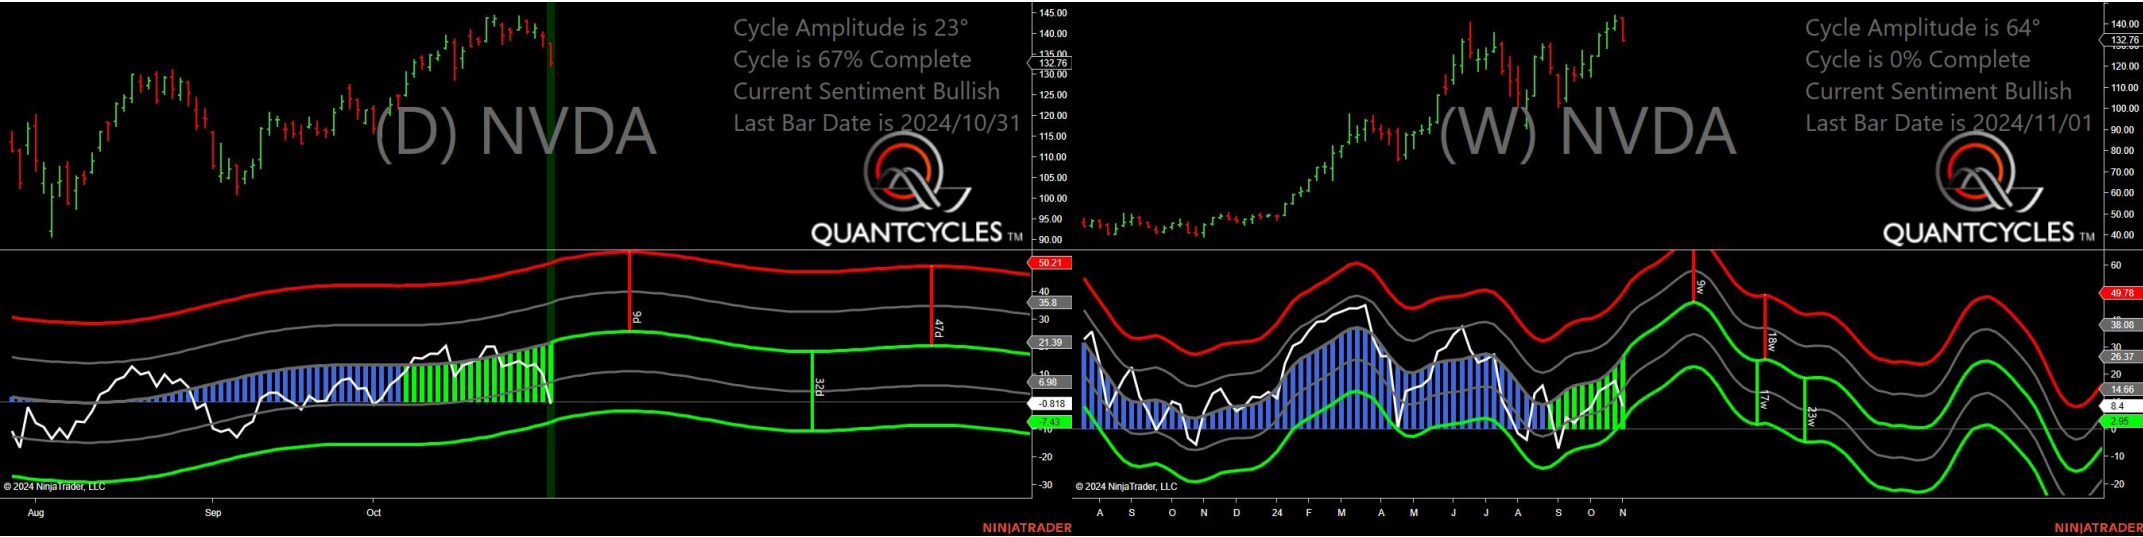 Cycle Amplitude is 23°
Cycle is 67% Complete
Current Sentiment Bullish
Last Bar Date is 2024/10/31
(D) NVDA
QUANTCYCLES TM
145.00
140.00
135.00
132.76
130.00
125.00
120.00
115.00
110.00
105.00
100.00
95.00
90.00
50.21
40
35.8
30
21.39
6.98
-0.818
-7.43
-20
-30
9d
47d
32d
© 2024 NinjaTrader, LLC
Aug Sep Oct
NINJATRADER
Cycle Amplitude is 64°
Cycle is 0% Complete
Current Sentiment Bullish
Last Bar Date is 2024/11/01
(W) NVDA
QUANTCYCLES TM
140.00
132.76
120.00
110.00
100.00
90.00
80.00
70.00
60.00
50.00
40.00
60
49.78
38.08
30
26.37
20
14.66
8.4
2.95
0
-10
-20
9w
18w
17w
23w
© 2024 NinjaTrader, LLC
A S O N D 24 F M A M J J A S O N
NINJATRADER